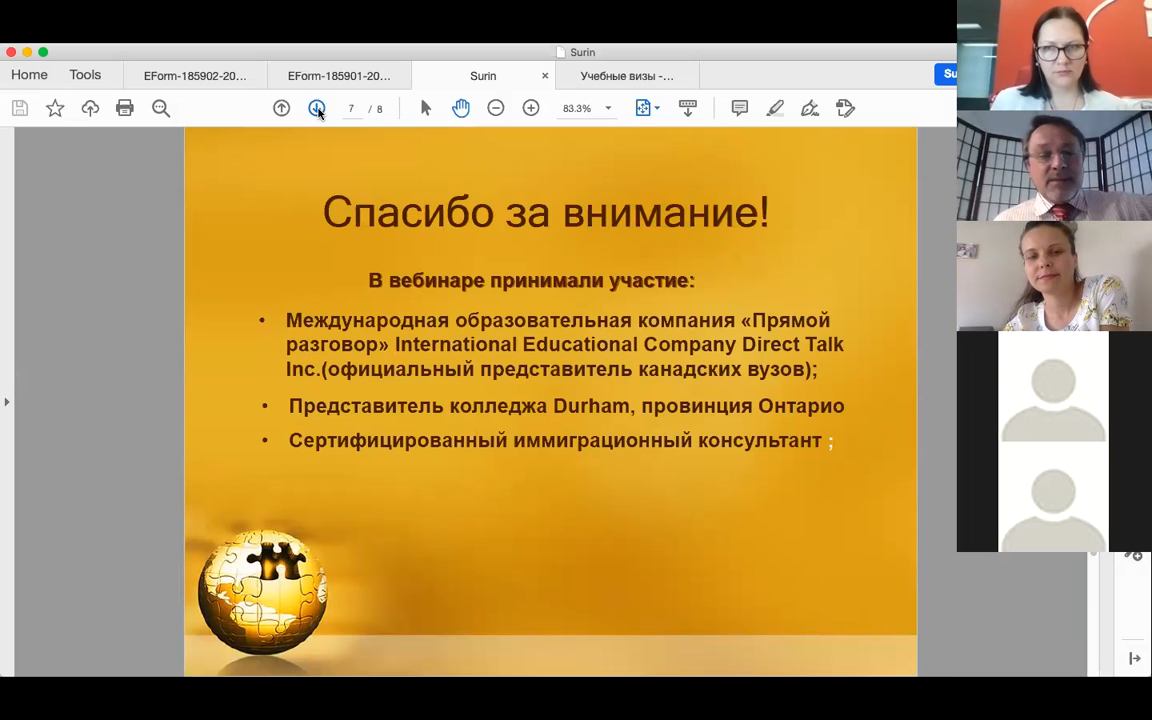 Surin
Home Tools EForm-185902-20... EForm-185901-20... Surin × Учебные визы -... Su
7 / 8 83.3%
Спасибо за внимание!
В вебинаре принимали участие:
• Международная образовательная компания «Прямой
разговор» International Educational Company Direct Talk
Inc.(официальный представитель канадских вузов);
• Представитель колледжа Durham, провинция Онтарио
• Сертифицированный иммиграционный консультант ;